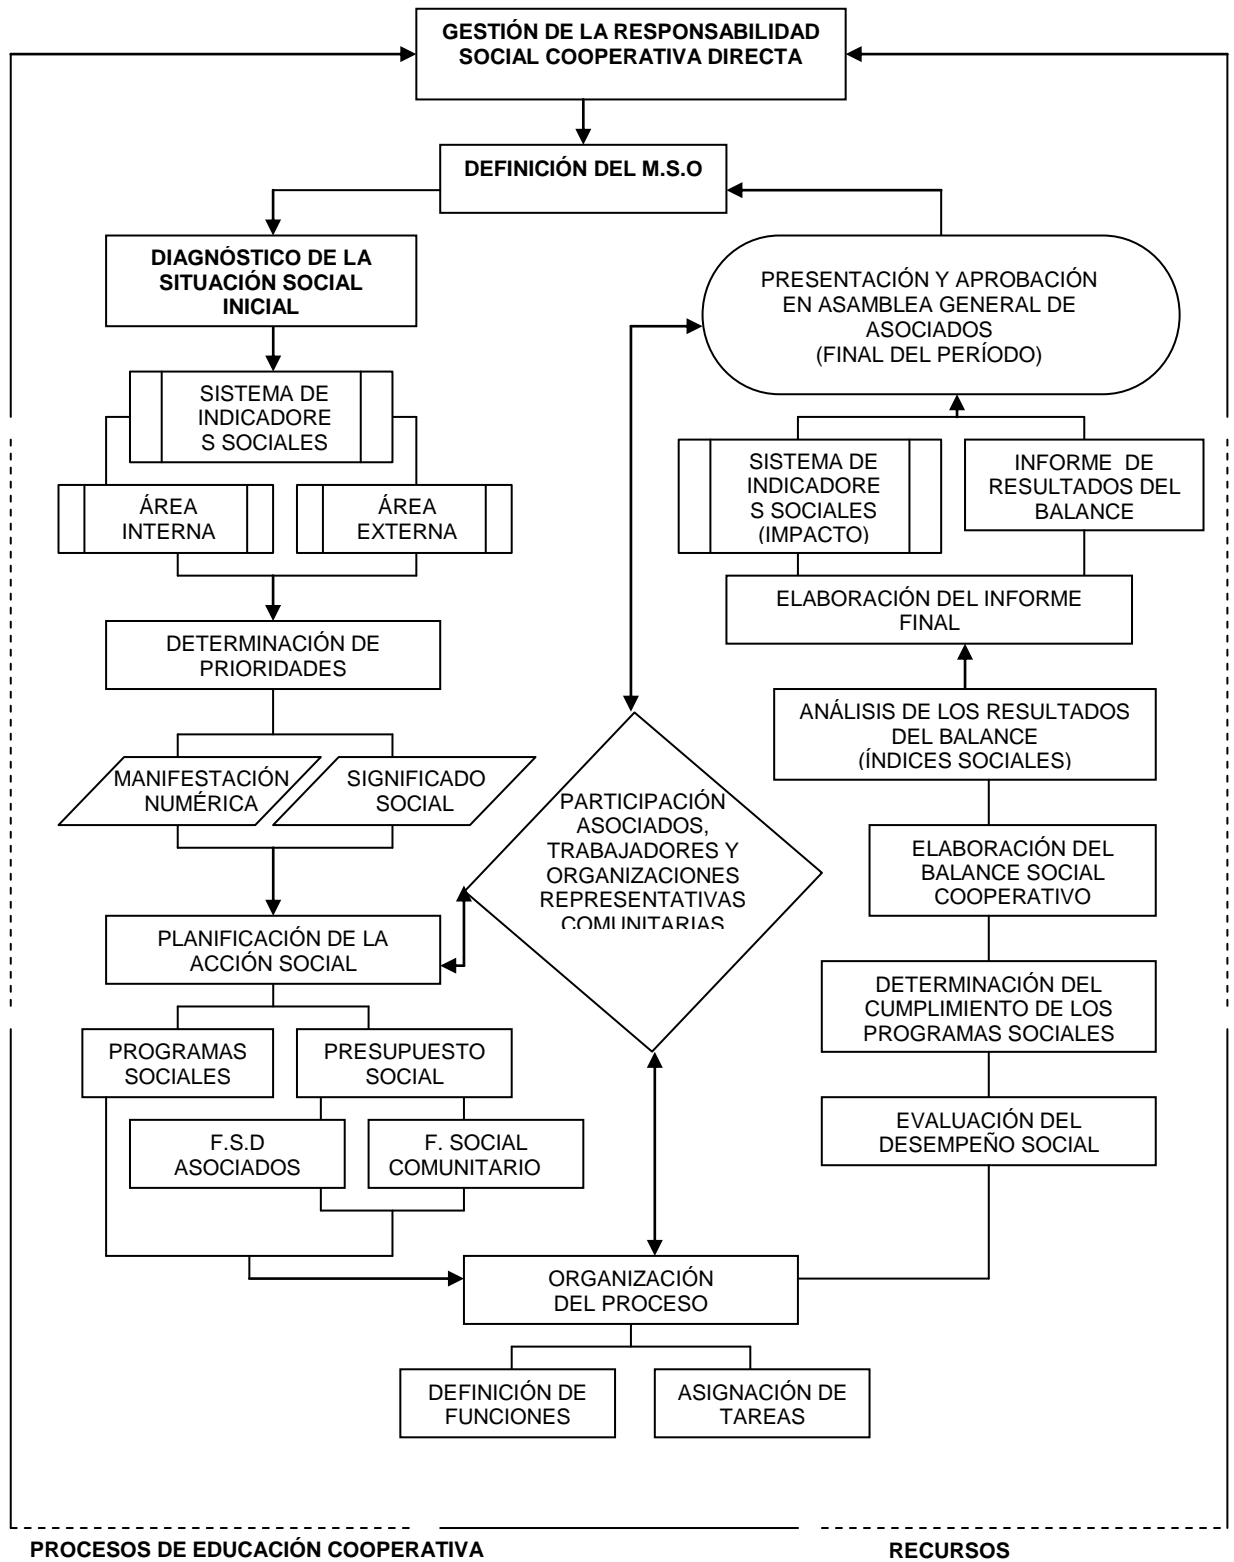 GESTIÓN DE LA RESPONSABILIDAD
SOCIAL COOPERATIVA DIRECTA
DEFINICIÓN DEL M.S.O
DIAGNÓSTICO DE LA
SITUACIÓN SOCIAL
INICIAL
SISTEMA DE
INDICADORE
S SOCIALES
ÁREA
INTERNA
ÁREA
EXTERNA
DETERMINACIÓN DE
PRIORIDADES
MANIFESTACIÓN
NUMÉRICA
SIGNIFICADO
SOCIAL
PLANIFICACIÓN DE LA
ACCIÓN SOCIAL
PROGRAMAS
SOCIALES
PRESUPUESTO
SOCIAL
F.S.D
ASOCIADOS
F. SOCIAL
COMUNITARIO
PARTICIPACIÓN
ASOCIADOS,
TRABAJADORES Y
ORGANIZACIONES
REPRESENTATIVAS
COMUNITARIAS
ORGANIZACIÓN
DEL PROCESO
DEFINICIÓN DE
FUNCIONES
ASIGNACIÓN DE
TAREAS
PRESENTACIÓN Y APROBACIÓN
EN ASAMBLEA GENERAL DE
ASOCIADOS
(FINAL DEL PERÍODO)
SISTEMA DE
INDICADORE
S SOCIALES
(IMPACTO)
INFORME DE
RESULTADOS DEL
BALANCE
ELABORACIÓN DEL INFORME
FINAL
ANÁLISIS DE LOS RESULTADOS
DEL BALANCE
(ÍNDICES SOCIALES)
ELABORACIÓN DEL
BALANCE SOCIAL
COOPERATIVO
DETERMINACIÓN DEL
CUMPLIMIENTO DE LOS
PROGRAMAS SOCIALES
EVALUACIÓN DEL
DESEMPEÑO SOCIAL
PROCESOS DE EDUCACIÓN COOPERATIVA
RECURSOS